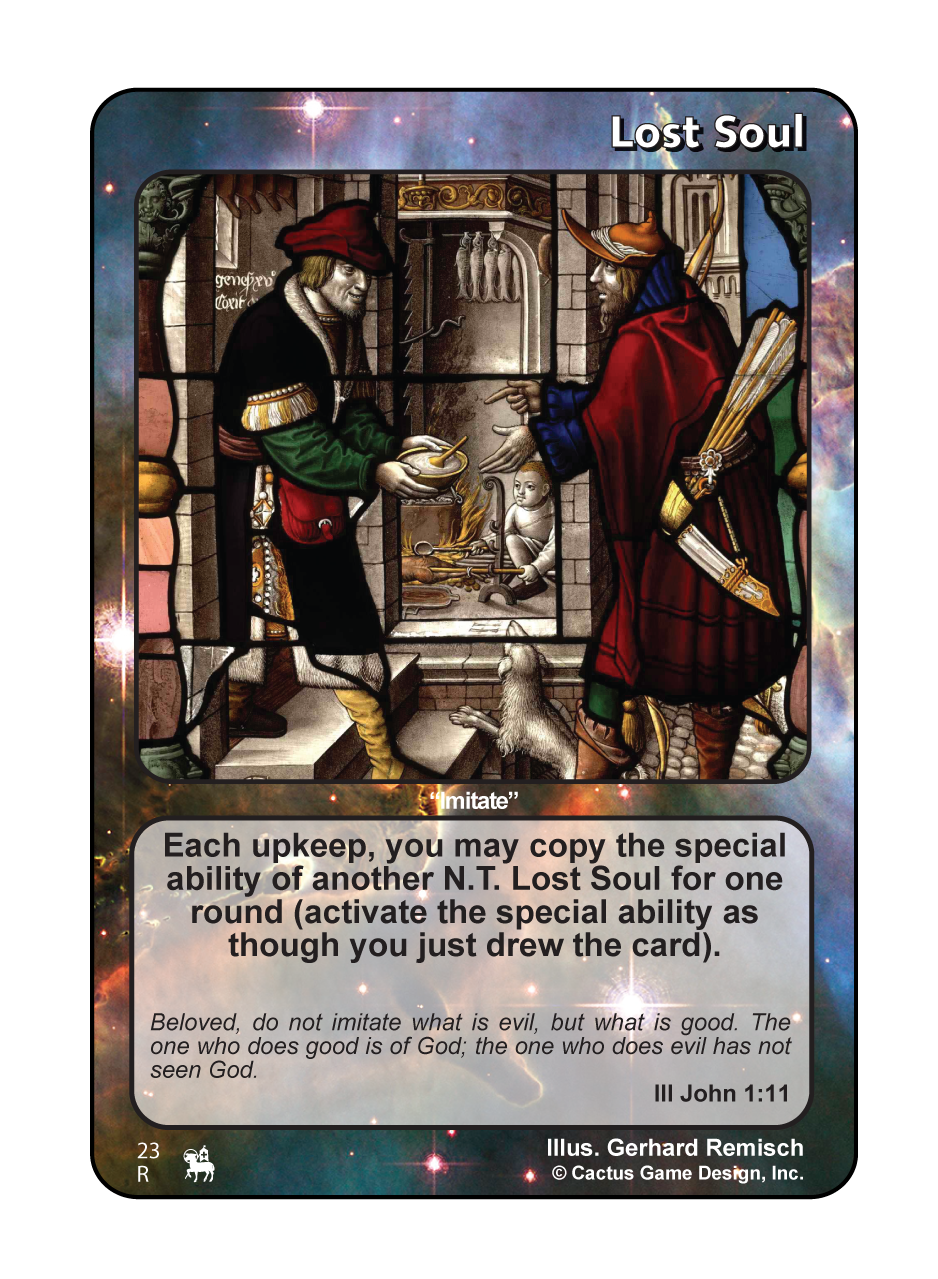 Lost Soul
“Imitate”
Each upkeep, you may copy the special
ability of another N.T. Lost Soul for one
round (activate the special ability as
though you just drew the card).
Beloved, do not imitate what is evil, but what is good. The
one who does good is of God; the one who does evil has not
seen God.
III John 1:11
23
R
Illus. Gerhard Remisch
© Cactus Game Design, Inc.